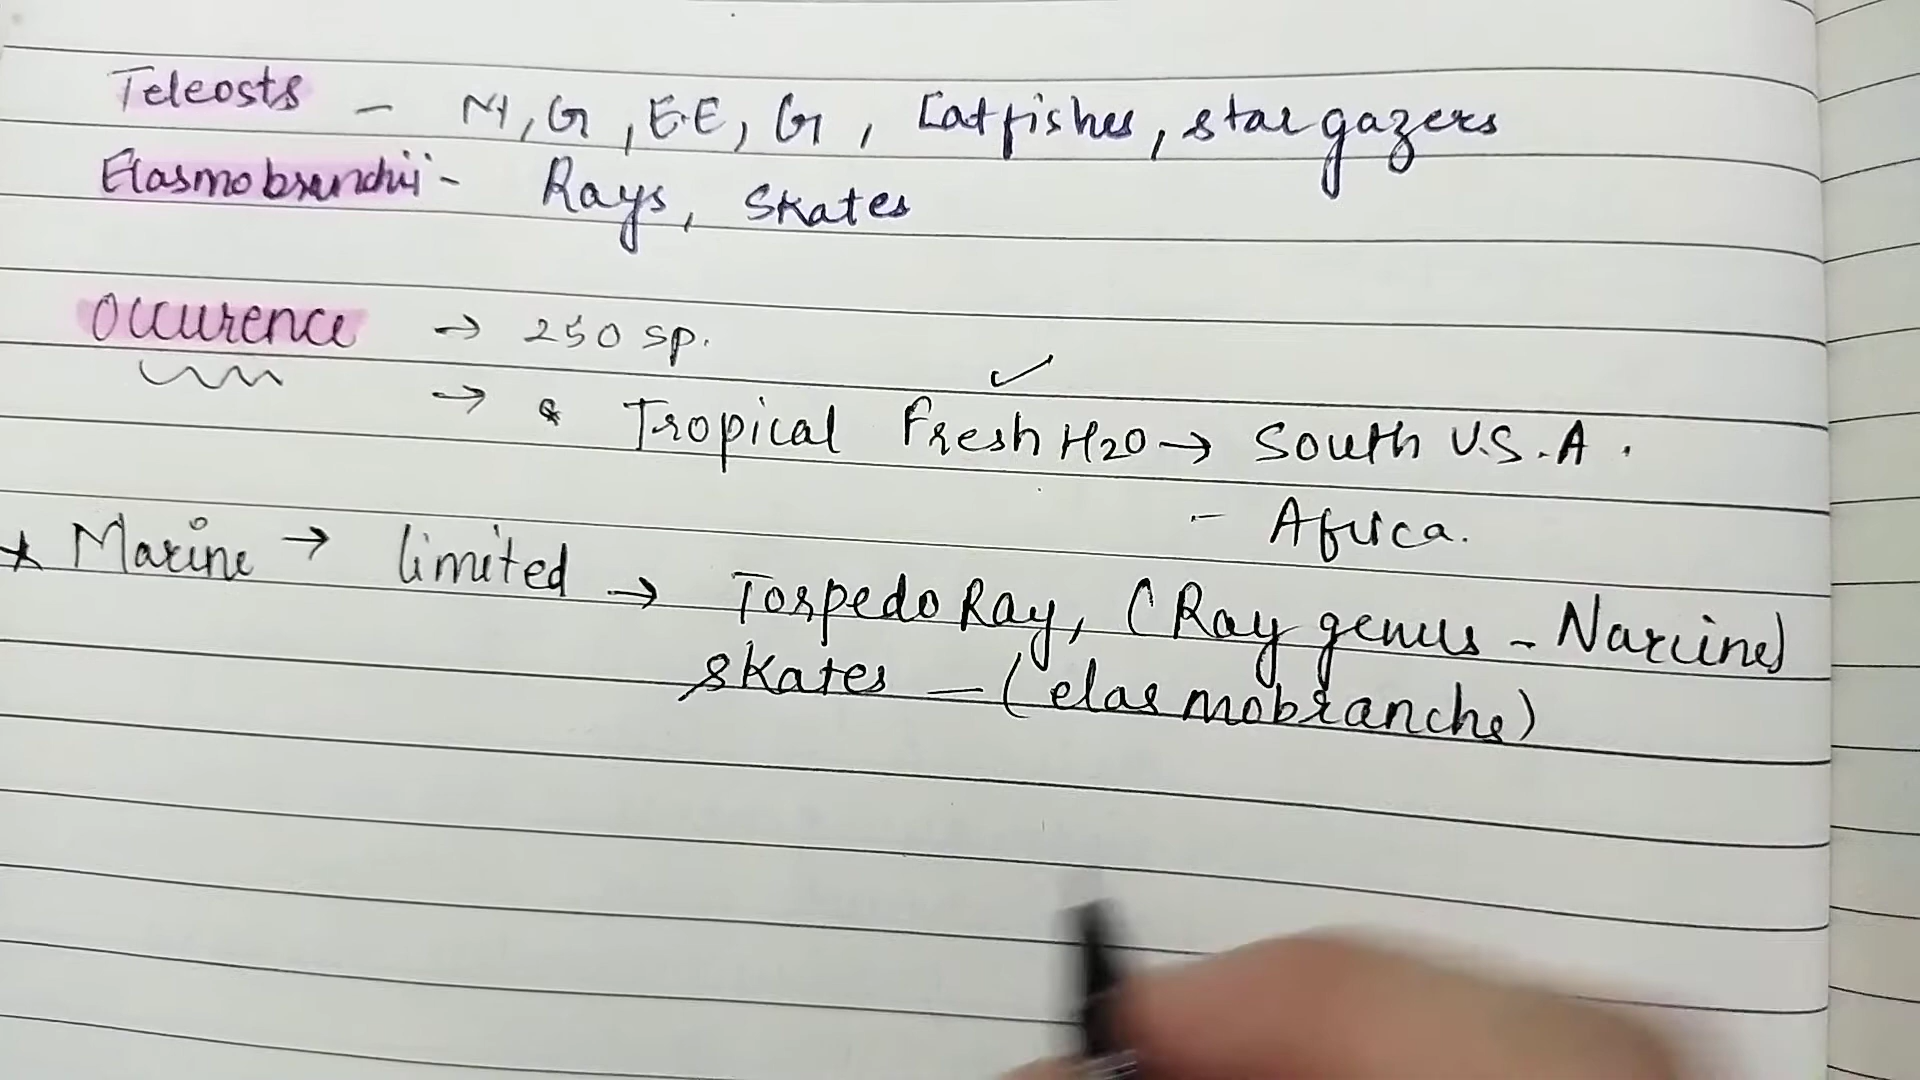 Teleosts - M, G, E.E, G, Catfishes, star gazers
Elasmobranchii - Rays, Skates
Occurence → 250 sp.
→ Tropical Fresh H2O → South U.S.A.
- Africa.
* Marine → limited → Torpedo Ray, (Ray genus - Narcine)
skates - (elasmobranchs)